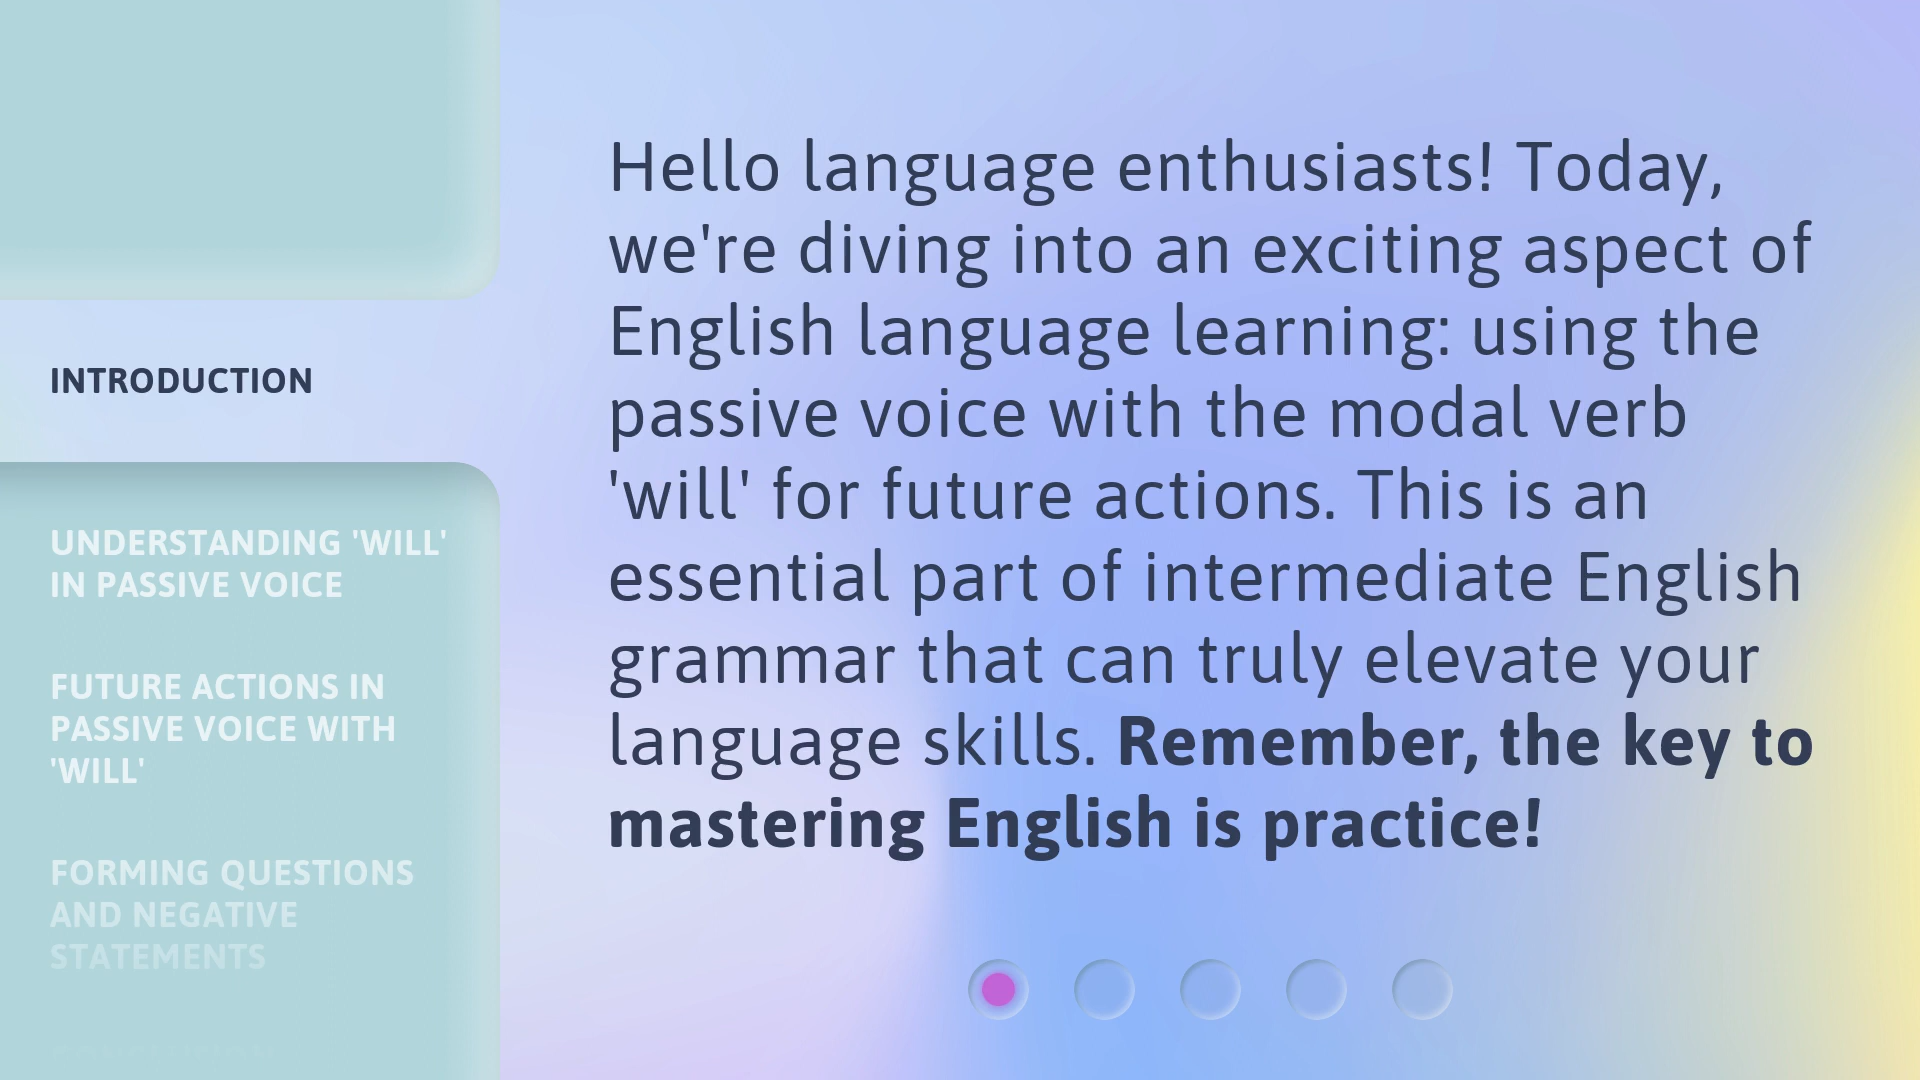 INTRODUCTION
UNDERSTANDING 'WILL'
IN PASSIVE VOICE
FUTURE ACTIONS IN
PASSIVE VOICE WITH
'WILL'
FORMING QUESTIONS
AND NEGATIVE
STATEMENTS
Hello language enthusiasts! Today,
we're diving into an exciting aspect of
English language learning: using the
passive voice with the modal verb
'will' for future actions. This is an
essential part of intermediate English
grammar that can truly elevate your
language skills. Remember, the key to
mastering English is practice!